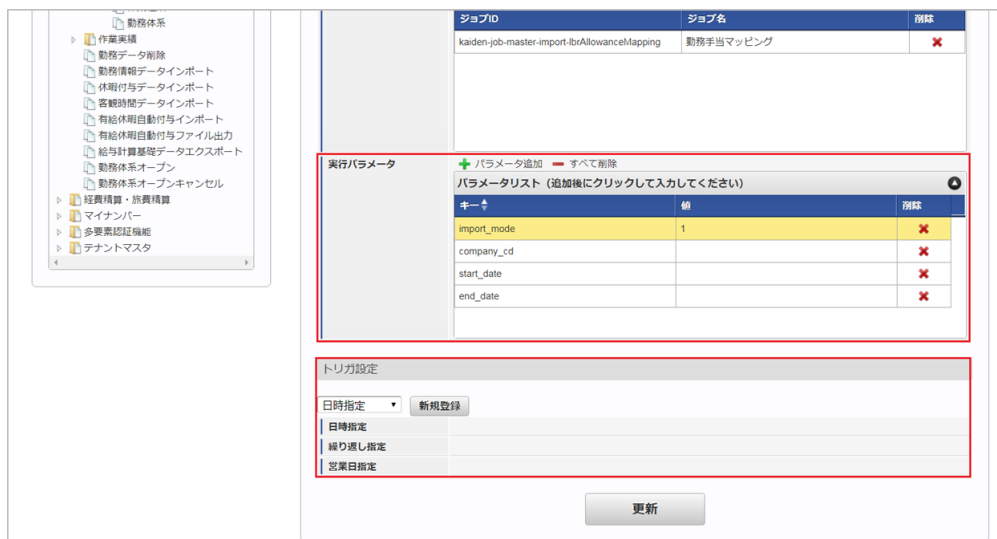 勤務体系
作業実績
勤務データ削除
勤務情報データインポート
休暇付与データインポート
客観時間データインポート
有給休暇自動付与インポート
有給休暇自動付与ファイル出力
給与計算基礎データエクスポート
勤務体系オープン
勤務体系オープンキャンセル
経費精算・旅費精算
マイナンバー
多要素認証機能
テナントマスタ
ジョブID ジョブ名 削除
kaiden-job-master-import-lbrAllowanceMapping 勤務手当マッピング
実行パラメータ パラメータ追加 すべて削除
パラメータリスト（追加後にクリックして入力してください）
キー 値 削除
import_mode 1
company_cd
start_date
end_date
トリガ設定
日時指定 新規登録
日時指定
繰り返し指定
営業日指定
更新